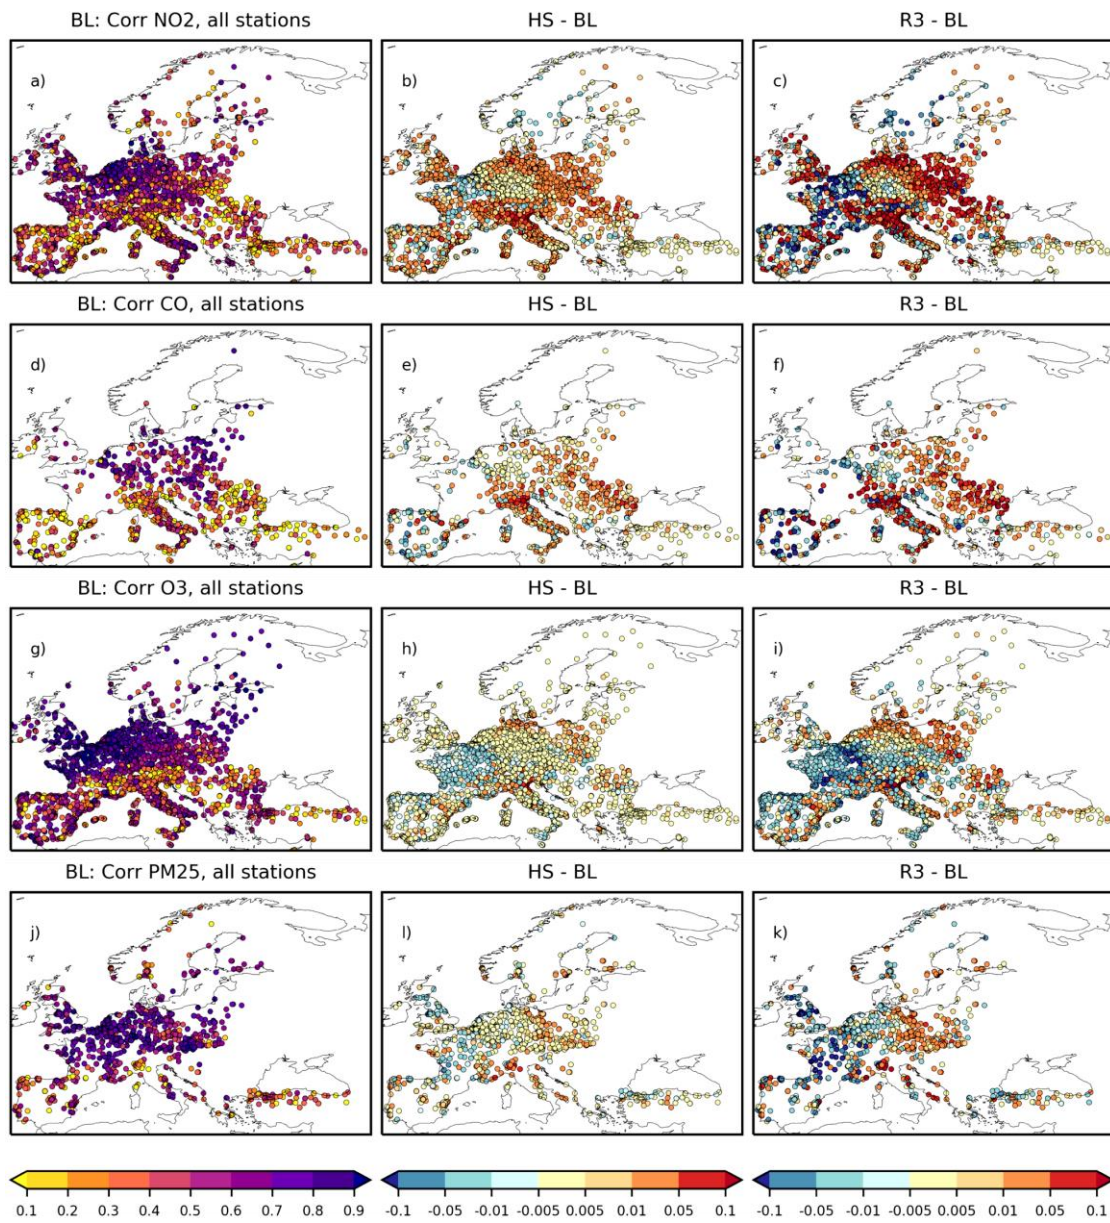 BL: Corr NO2, all stations HS - BL R3 - BL
a) b) c)
BL: Corr CO, all stations HS - BL R3 - BL
d) e) f)
BL: Corr O3, all stations HS - BL R3 - BL
g) h) i)
BL: Corr PM25, all stations HS - BL R3 - BL
j) l) k)
0.1 0.2 0.3 0.4 0.5 0.6 0.7 0.8 0.9 -0.1 -0.05 -0.01 -0.005 0.005 0.01 0.05 0.1 -0.1 -0.05 -0.01 -0.005 0.005 0.01 0.05 0.1